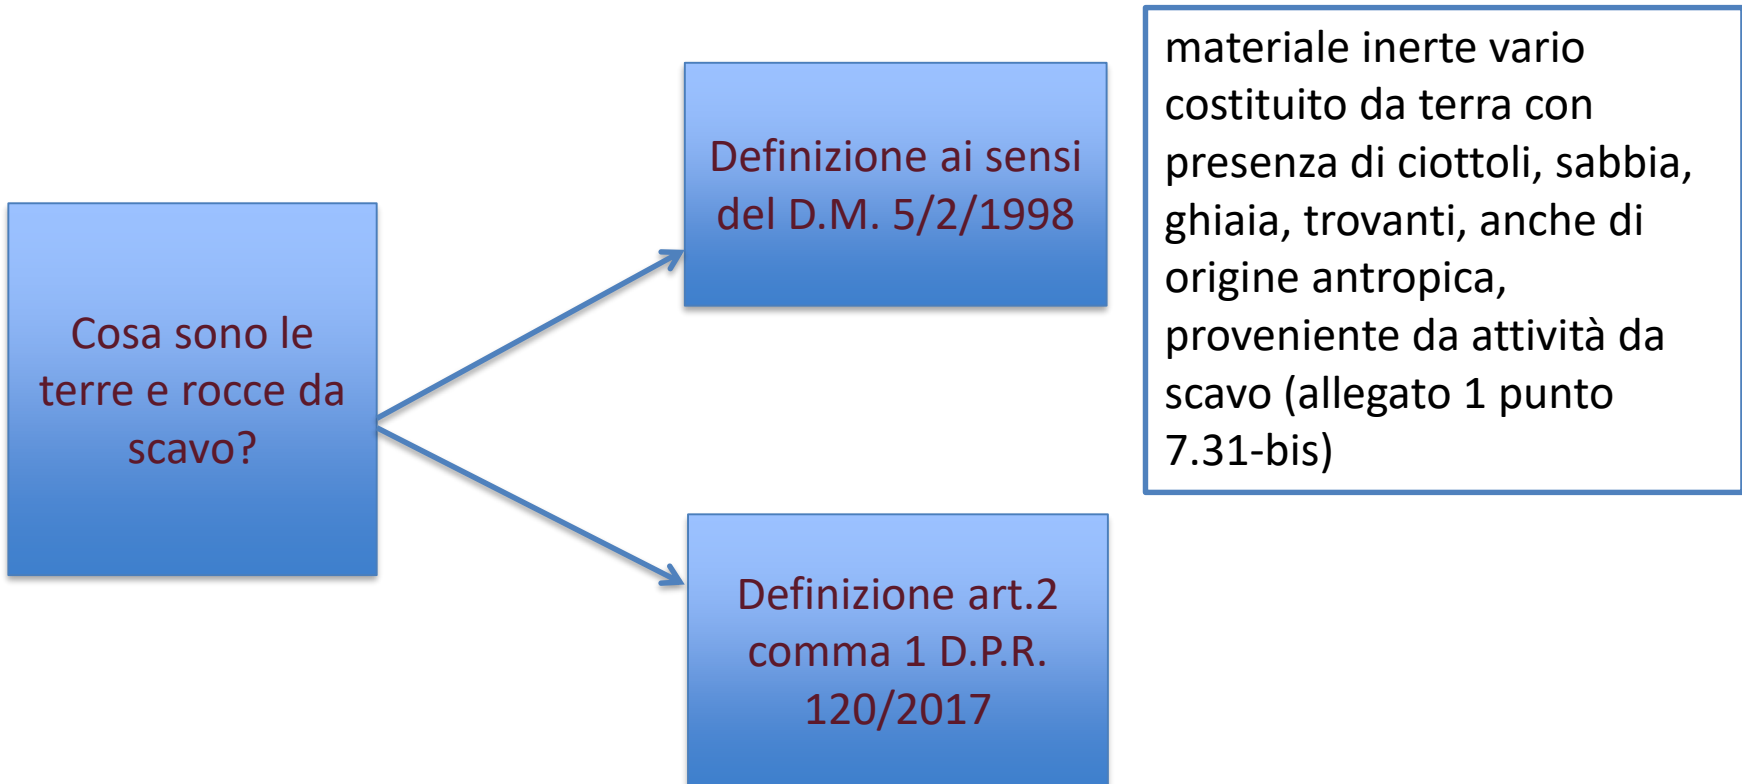 Cosa sono le
terre e rocce da
scavo?
Definizione ai sensi
del D.M. 5/2/1998
materiale inerte vario
costituito da terra con
presenza di ciottoli, sabbia,
ghiaia, trovanti, anche di
origine antropica,
proveniente da attività da
scavo (allegato 1 punto
7.31-bis)
Definizione art.2
comma 1 D.P.R.
120/2017